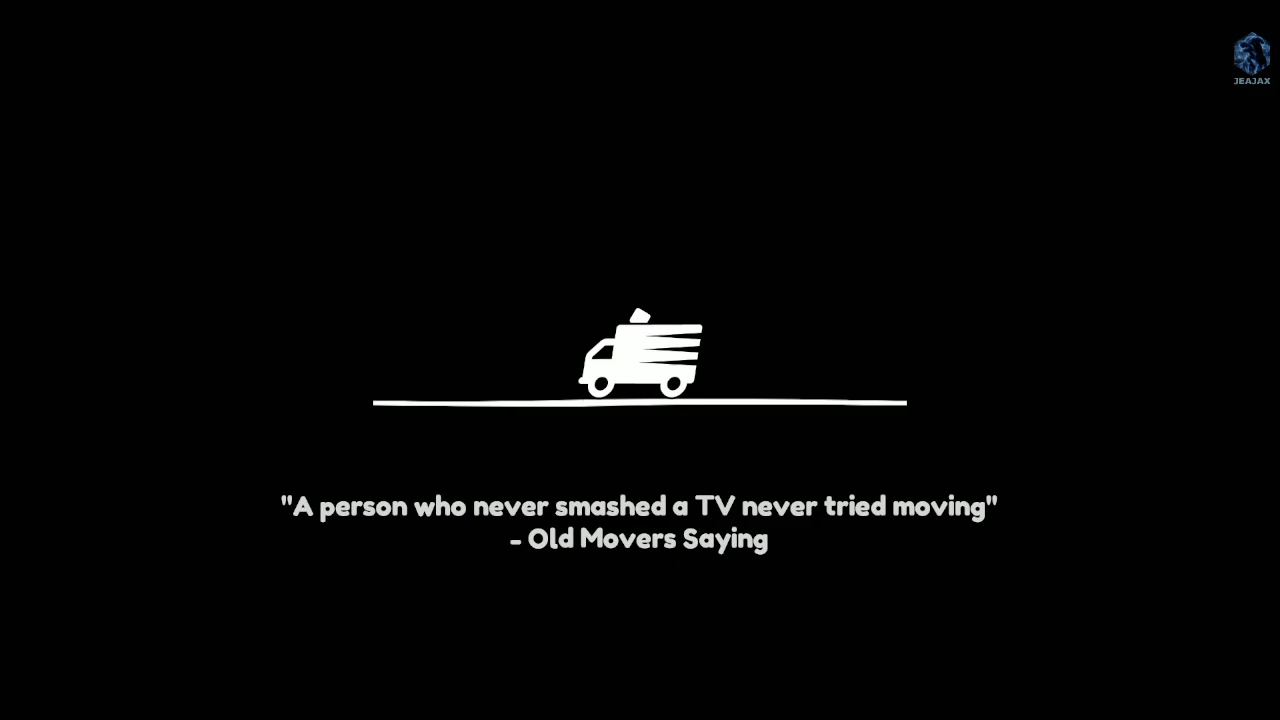 JEAJAX
"A person who never smashed a TV never tried moving"
- Old Movers Saying